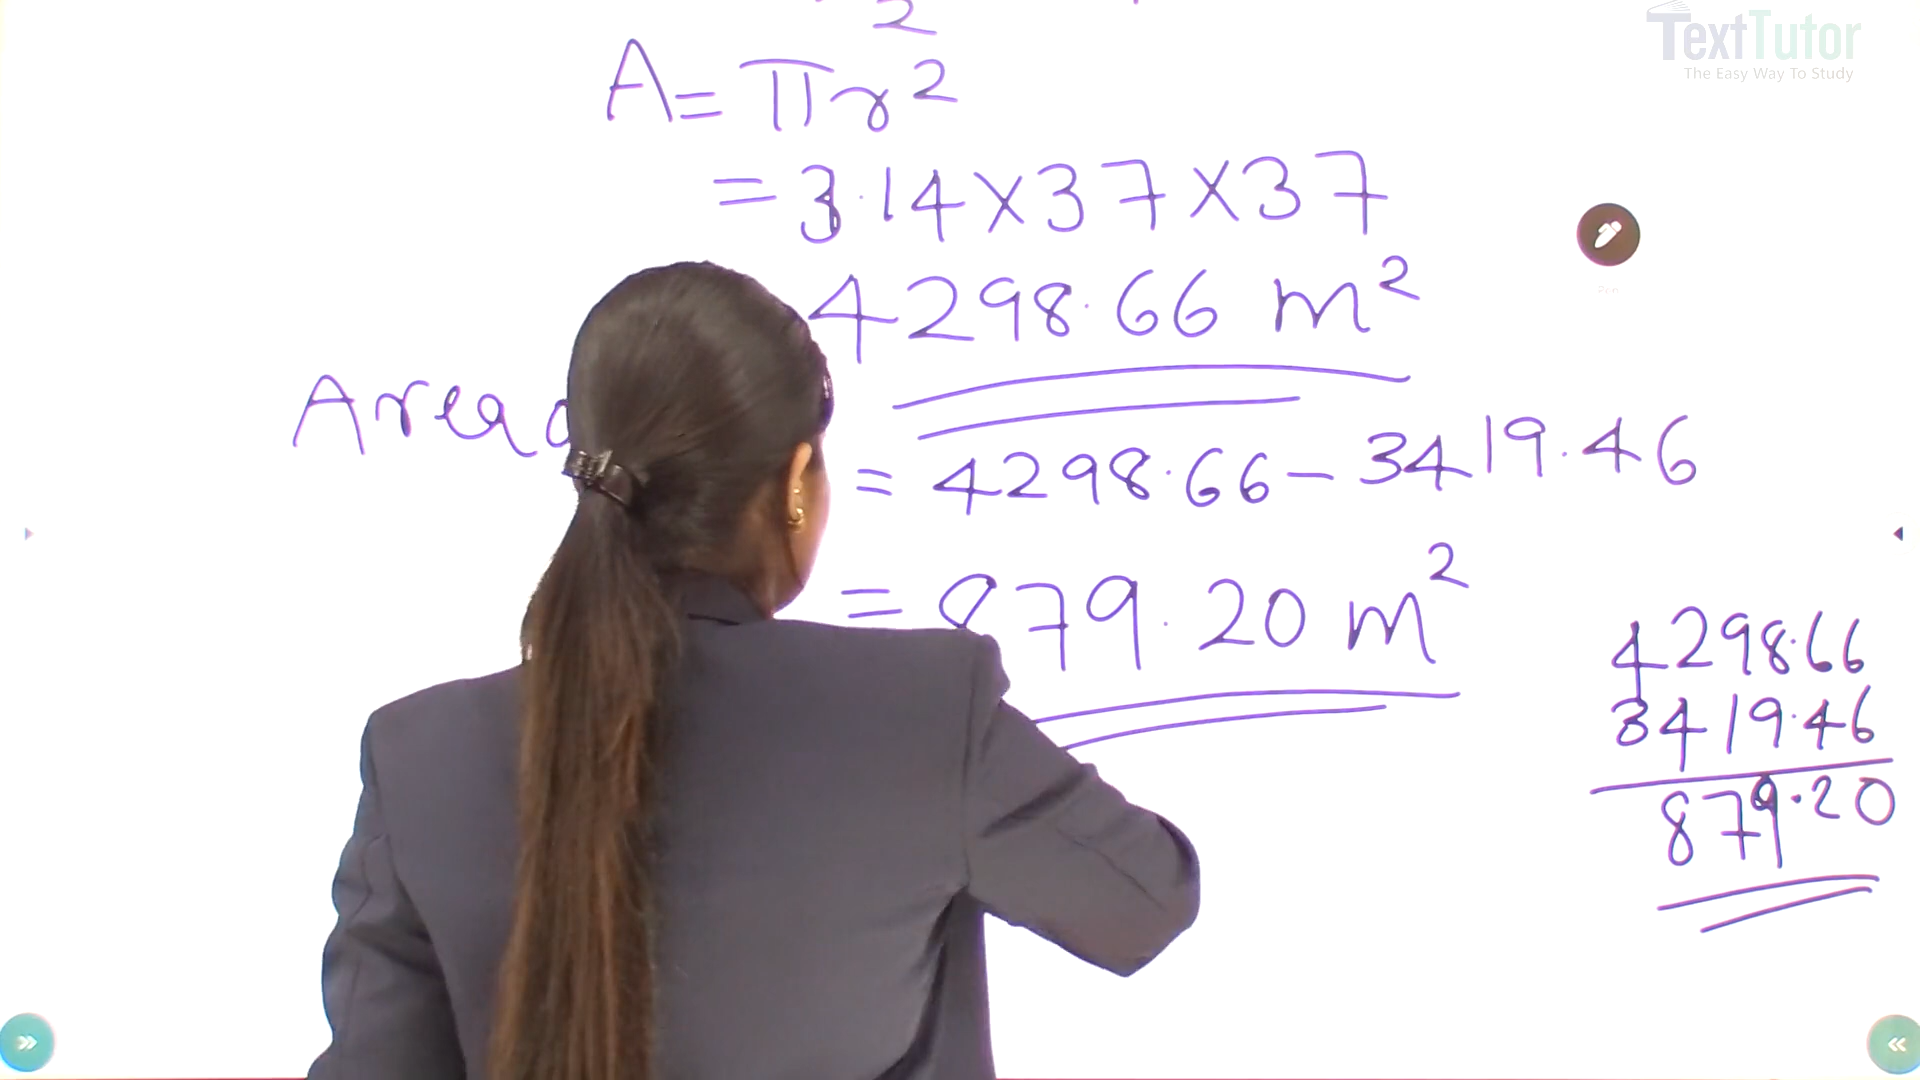 TextTutor
The Easy Way To Study
2
A = πr²
= 3.14×37×37
4298.66 m²
Area
= 4298.66 - 3419.46
= 879.20 m²
4298.66
3419.46
879.20